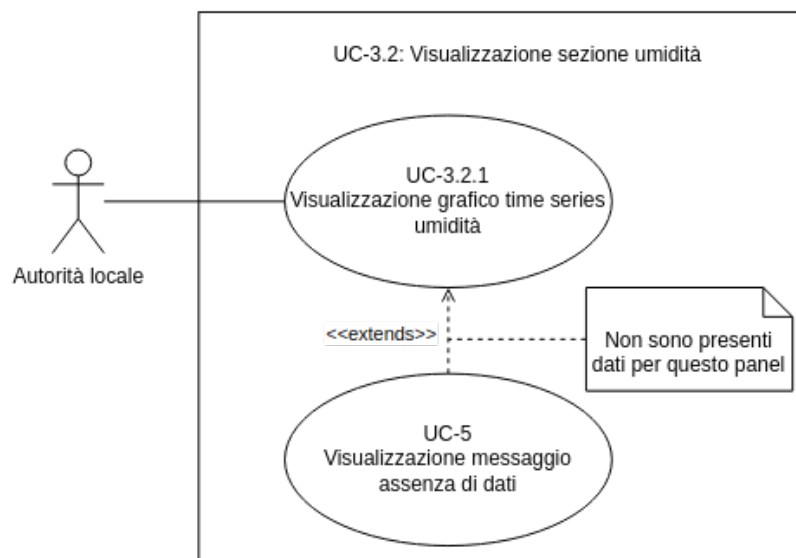 UC-3.2: Visualizzazione sezione umidità
UC-3.2.1
Visualizzazione grafico time series
umidità
Autorità locale
<<extends>>
Non sono presenti
dati per questo panel
UC-5
Visualizzazione messaggio
assenza di dati